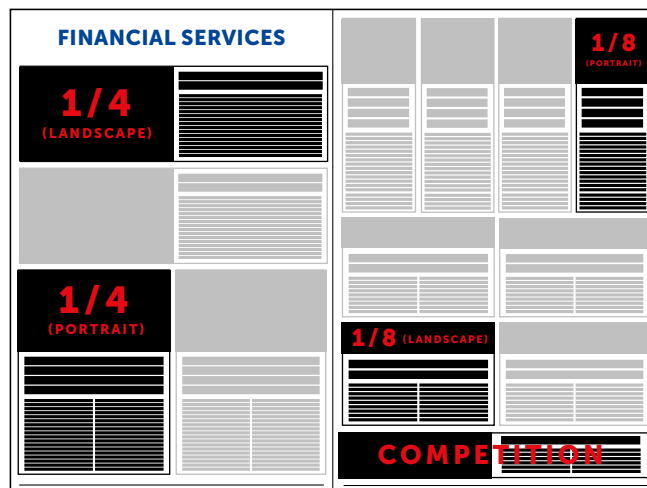 FINANCIAL SERVICES
1/4
(LANDSCAPE)
1/4
(PORTRAIT)
1/8
(PORTRAIT)
1/8 (LANDSCAPE)
COMPETITION